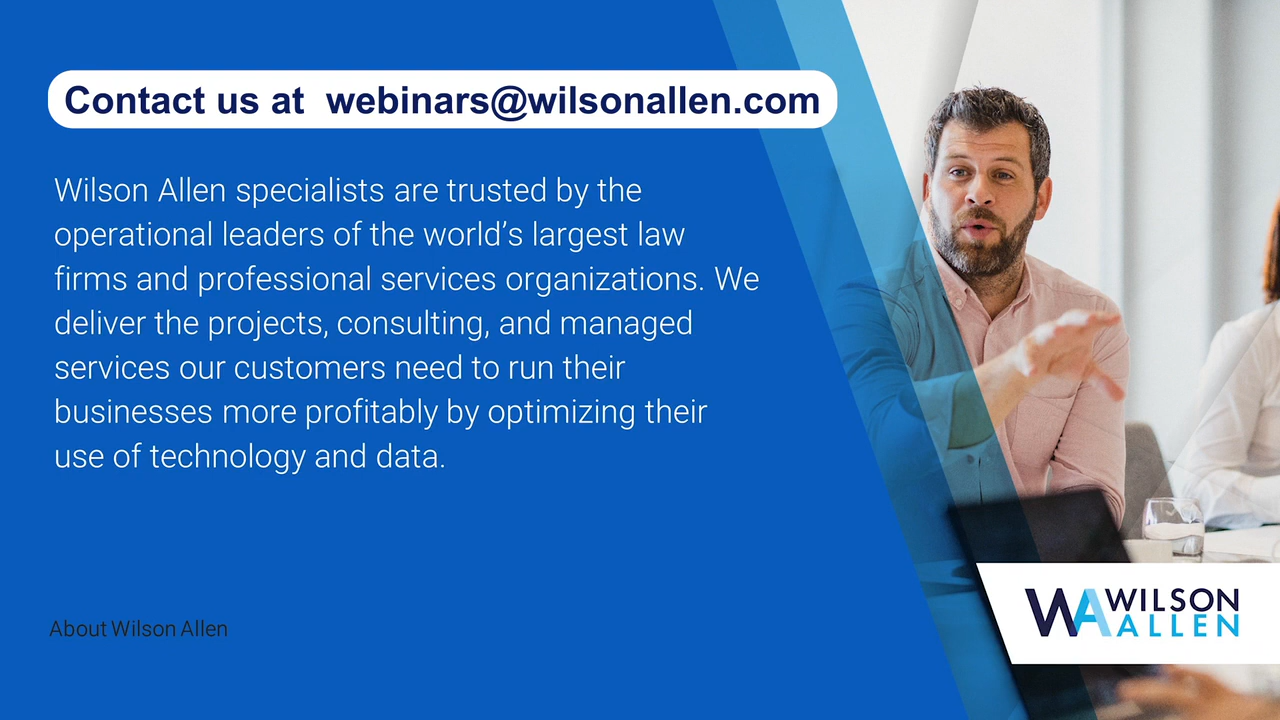 Contact us at webinars@wilsonallen.com
Wilson Allen specialists are trusted by the
operational leaders of the world’s largest law
firms and professional services organizations. We
deliver the projects, consulting, and managed
services our customers need to run their
businesses more profitably by optimizing their
use of technology and data.
About Wilson Allen
WA WILSON
ALLEN